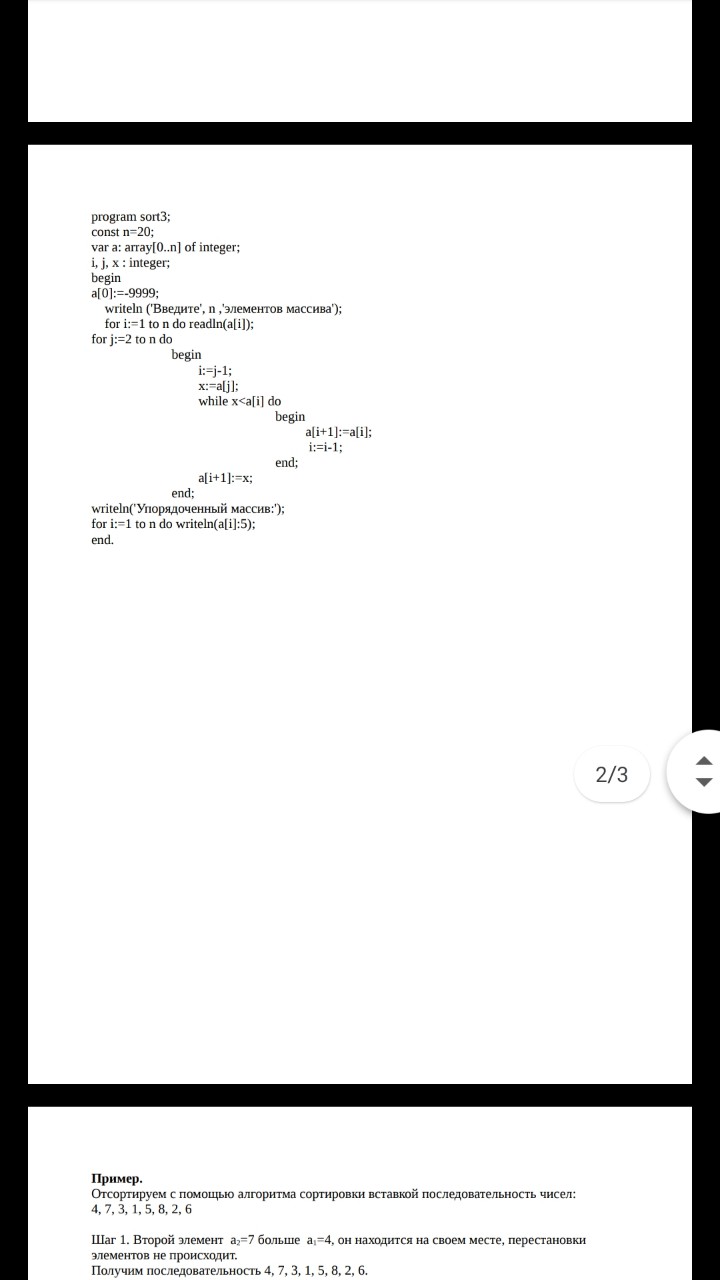 program sort3;
const n=20;
var a: array[0..n] of integer;
i, j, x : integer;
begin
a[0]:=-9999;
writeln ('Введите', n ,'элементов массива');
for i:=1 to n do readln(a[i]);
for j:=2 to n do
begin
i:=j-1;
x:=a[j];
while x<a[i] do
begin
a[i+1]:=a[i];
i:=i-1;
end;
a[i+1]:=x;
end;
writeln('Упорядоченный массив:');
for i:=1 to n do writeln(a[i]:5);
end.
2/3
Пример.
Отсортируем с помощью алгоритма сортировки вставкой последовательность чисел:
4, 7, 3, 1, 5, 8, 2, 6
Шаг 1. Второй элемент a₂=7 больше a₁=4, он находится на своем месте, перестановки
элементов не происходит.
Получим последовательность 4, 7, 3, 1, 5, 8, 2, 6.